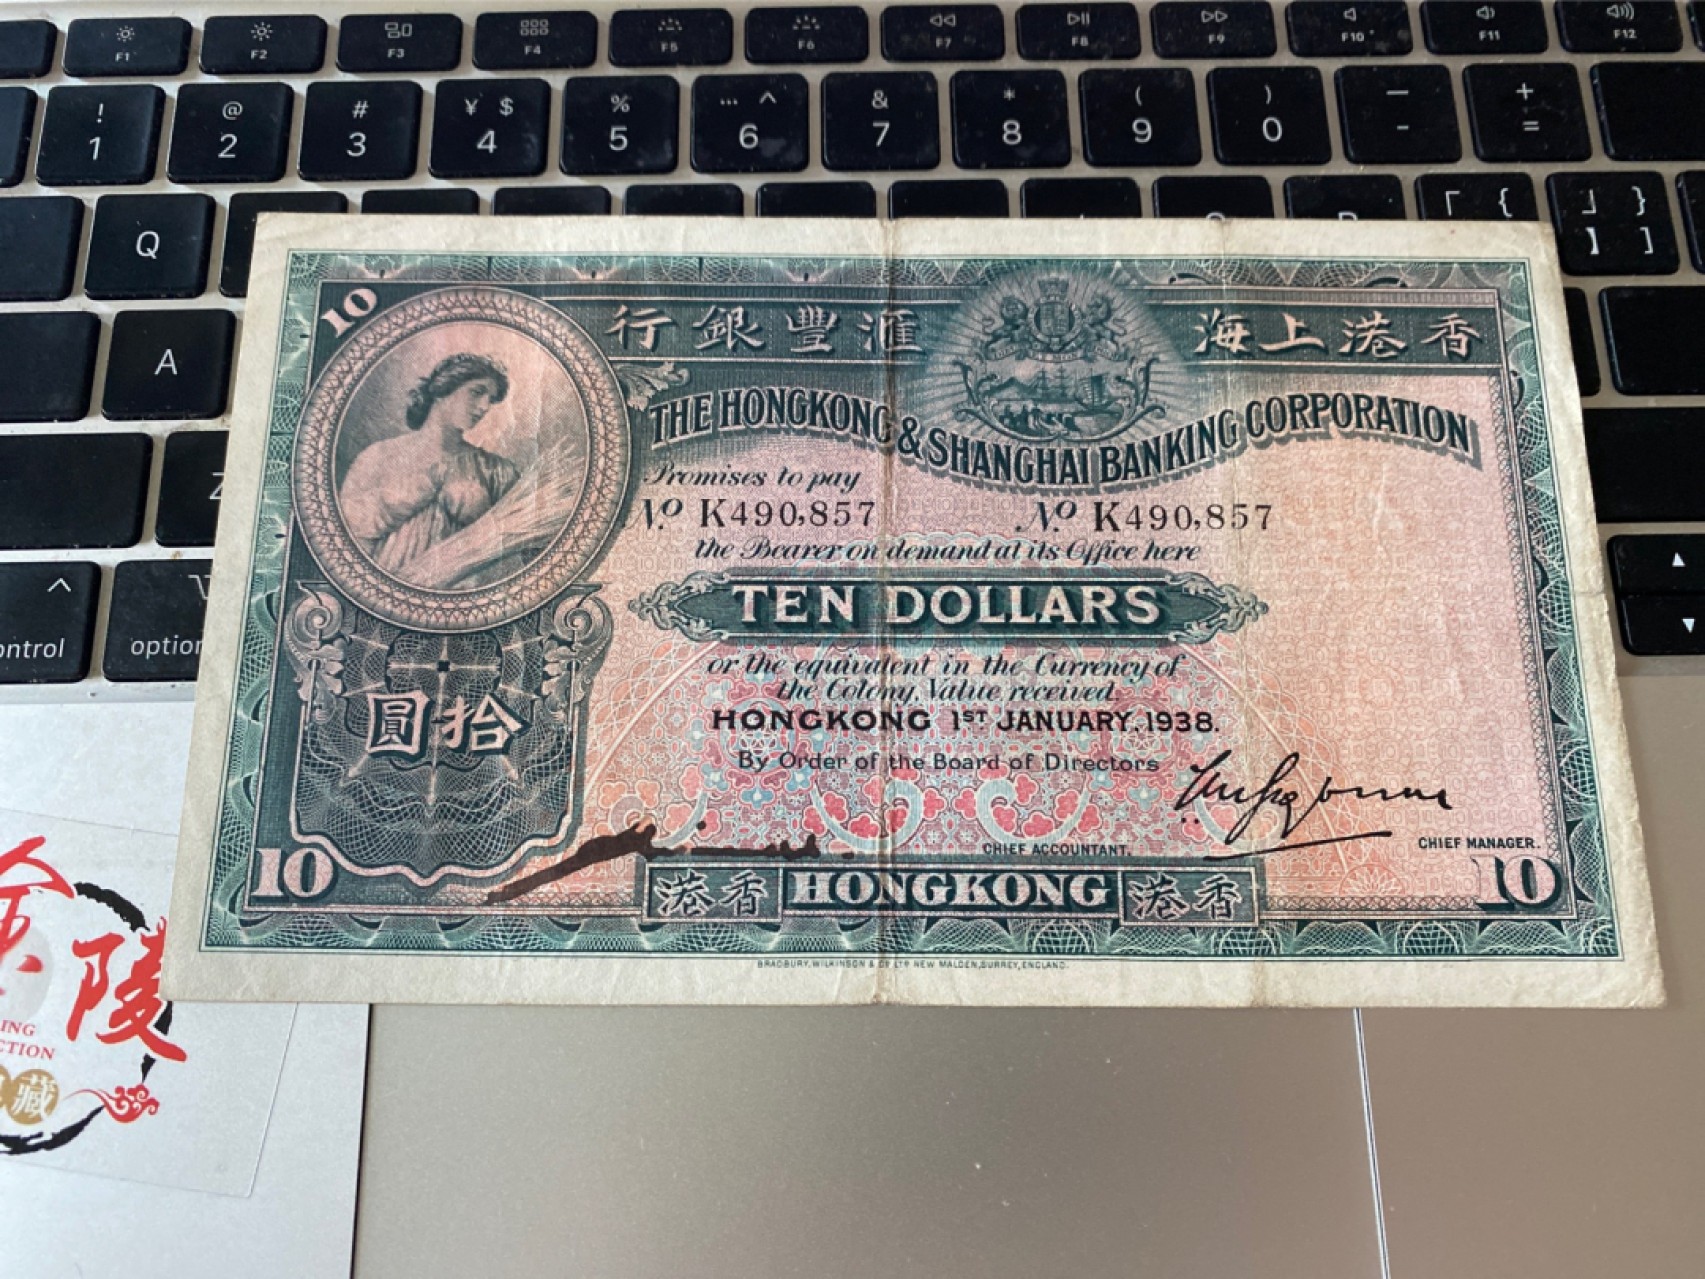 F1 F2 F3 F4 F5 F6 F7 F8 F9 F10 F11 F12
! @ # ¥ $ % … ^ & * ( ) — +
1 2 3 4 5 6 7 8 9 0 - =
Q 「 { 」 }
【 [ 】 ]
A
Z
^
ontrol option
10
行銀豐滙 海上港香
THE HONGKONG & SHANGHAI BANKING CORPORATION
Promises to pay
No. K490,857 No. K490,857
the Bearer on demand at its Office here
TEN DOLLARS
or the equivalent in the Currency of
the Colony, Value received
HONGKONG 1ST JANUARY, 1938.
By Order of the Board of Directors
圓拾
CHIEF ACCOUNTANT. CHIEF MANAGER.
10 港香 HONGKONG 港香 10
BRADBURY, WILKINSON & Co LTD NEW MALDEN, SURREY, ENGLAND.
金陵
LING
CTION
藏